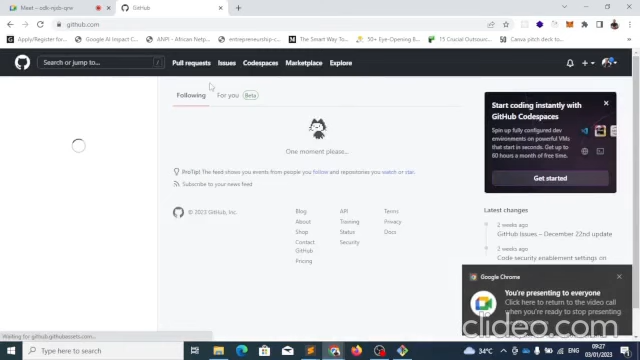 Meet – odk-npib-qrw
GitHub
github.com
Apply/Register for
Google AI Impact C
ANPI - African Netw
entrepreneurship-c
The Smart Way To
50+ Eye-Opening B
15 Crucial Outsourc
Canva pitch deck te
Search or jump to...
/
Pull requests
Issues
Codespaces
Marketplace
Explore
Following
For you
Beta
One moment please...
ProTip! The feed shows you events from people you follow and repositories you watch or star.
Subscribe to your news feed
© 2023 GitHub, Inc.
Blog
About
Shop
Contact GitHub
Pricing
API
Training
Status
Security
Terms
Privacy
Docs
Start coding instantly with
GitHub Codespaces
Spin up fully configured
dev environments on
powerful VMs that
start in seconds. Get up to
80 hours a month of free time.
Get started
Latest changes
2 weeks ago
GitHub Issues – December 22nd update
2 weeks ago
Code security enablement settings on
Google Chrome
You're presenting to everyone
Click here to return to the video call
when you're ready to stop presenting
clideo.com
Waiting for github.githubassets.com...
Type here to search
34°C
ENG
09:27
03/01/2023